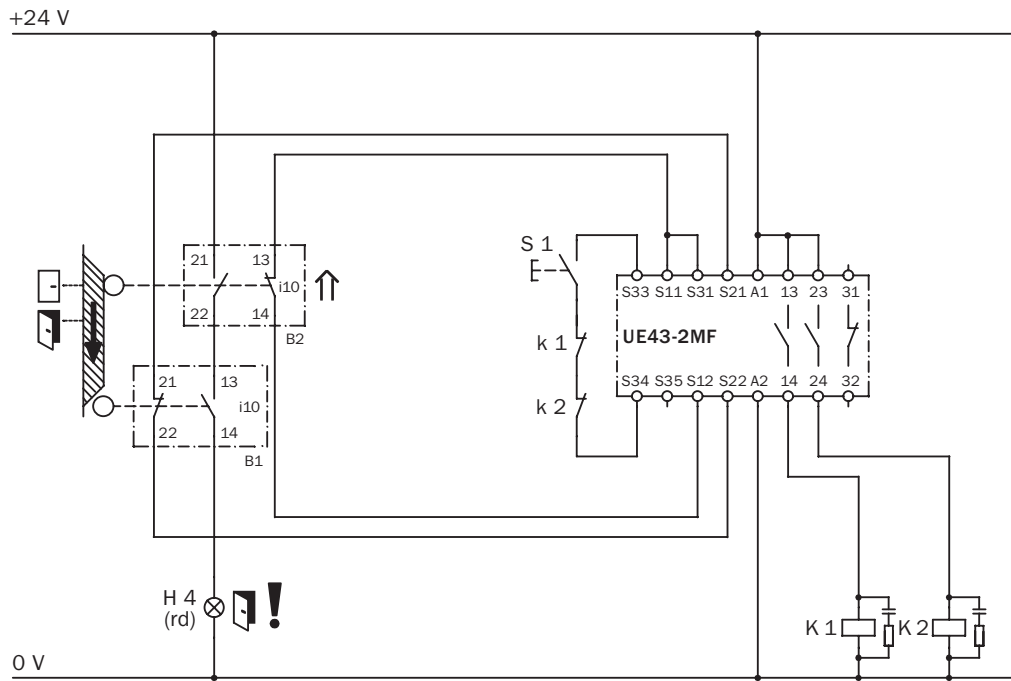 +24 V
21 13
i10
22 14
B2
21 13
i10
22 14
B1
S 1
k 1
k 2
S33 S11 S31 S21 A1 13 23 31
UE43-2MF
S34 S35 S12 S22 A2 14 24 32
H 4
(rd)
!
K 1
K 2
0 V